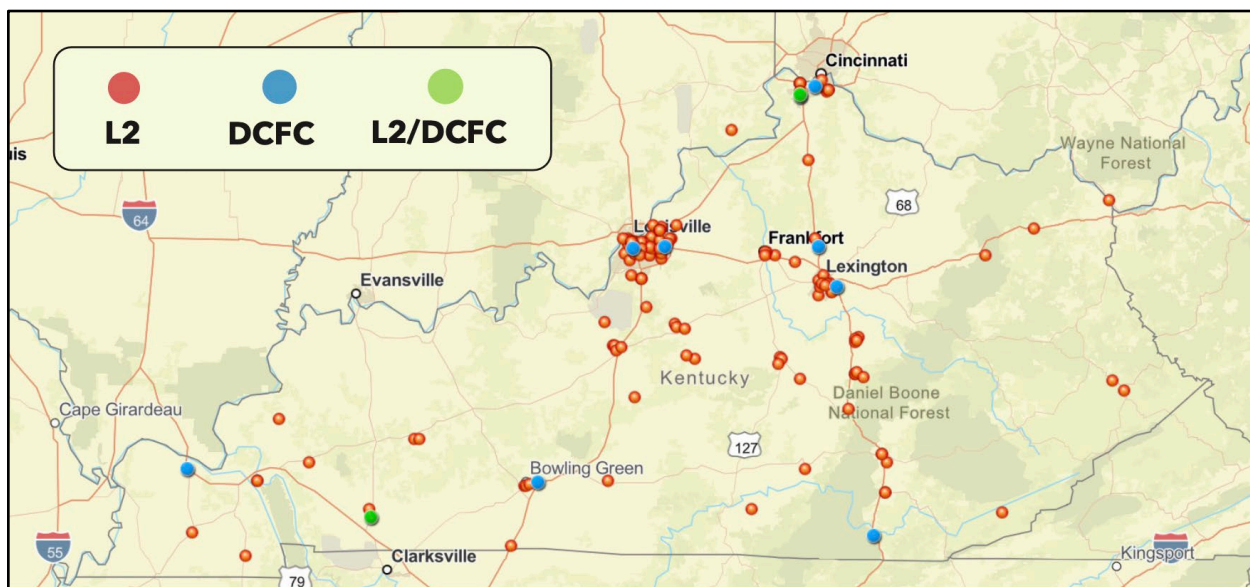 L2
DCFC
L2/DCFC
Cincinnati
Wayne National
Forest
uis
64
68
Louisville
Frankfort
Lexington
Evansville
Kentucky
Daniel Boone
National Forest
Cape Girardeau
127
Bowling Green
55
Clarksville
79
Kingsport